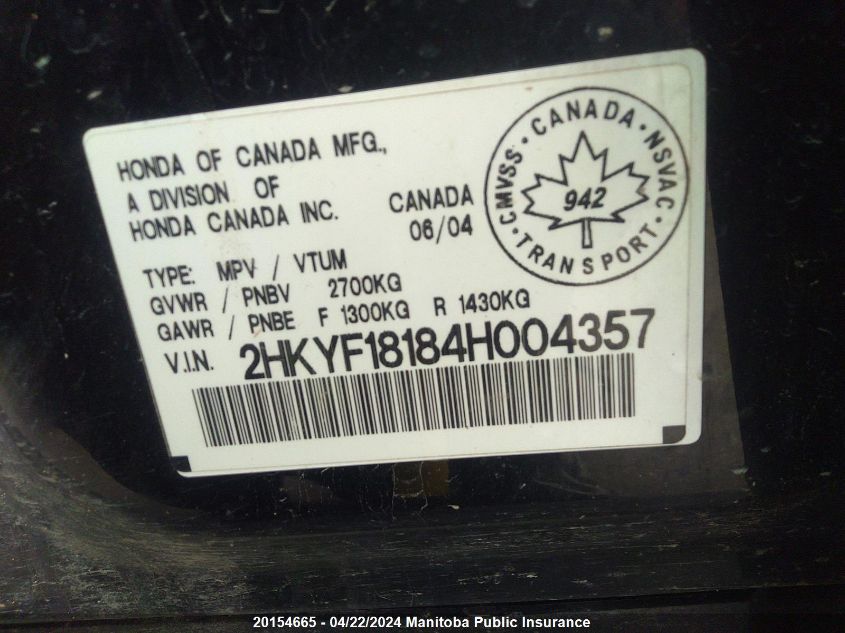 HONDA OF CANADA MFG.,
A DIVISION OF
HONDA CANADA INC.
CANADA
06/04
TYPE: MPV / VTUM
GVWR / PNBV 2700KG
GAWR / PNBE F 1300KG R 1430KG
V.I.N. 2HKYF18184H004357
CMVSS · CANADA · NSVAC · TRANSPORT ·
942
20154665 - 04/22/2024 Manitoba Public Insurance